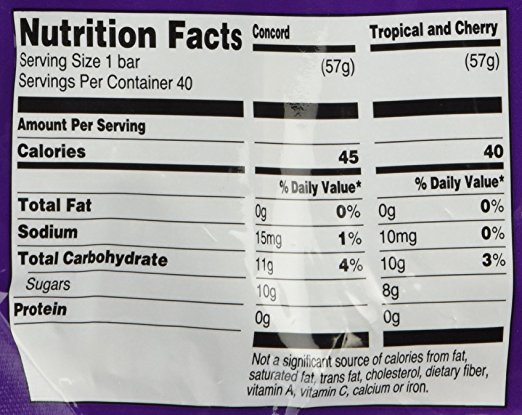 Nutrition Facts Concord Tropical and Cherry
Serving Size 1 bar (57g) (57g)
Servings Per Container 40
Amount Per Serving
Calories 45 40
% Daily Value* % Daily Value*
Total Fat 0g 0% 0g 0%
Sodium 15mg 1% 10mg 0%
Total Carbohydrate 11g 4% 10g 3%
Sugars 10g 8g
Protein 0g 0g
Not a significant source of calories from fat,
saturated fat, trans fat, cholesterol, dietary fiber,
vitamin A, vitamin C, calcium or iron.